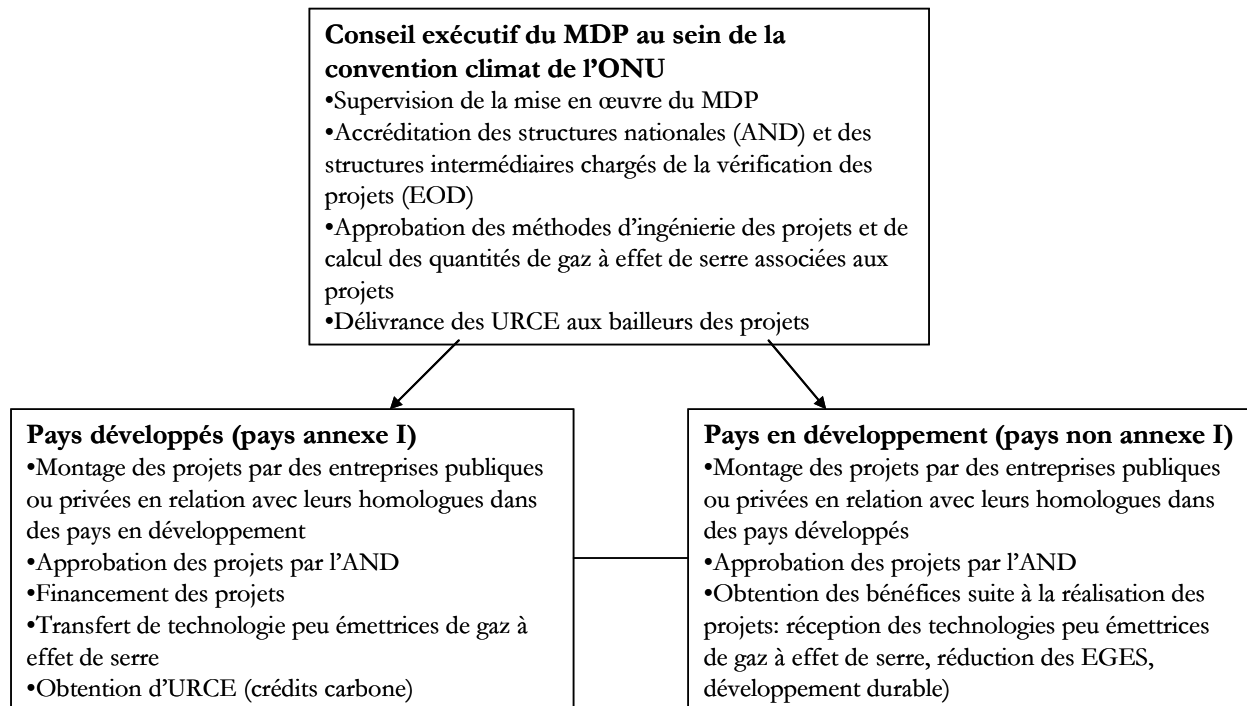 Conseil exécutif du MDP au sein de la
convention climat de l’ONU
•Supervision de la mise en œuvre du MDP
•Accréditation des structures nationales (AND) et des
structures intermédiaires chargés de la vérification des
projets (EOD)
•Approbation des méthodes d’ingénierie des projets et de
calcul des quantités de gaz à effet de serre associées aux
projets
•Délivrance des URCE aux bailleurs des projets
Pays développés (pays annexe I)
•Montage des projets par des entreprises publiques
ou privées en relation avec leurs homologues dans
des pays en développement
•Approbation des projets par l’AND
•Financement des projets
•Transfert de technologie peu émettrices de gaz à
effet de serre
•Obtention d’URCE (crédits carbone)
Pays en développement (pays non annexe I)
•Montage des projets par des entreprises publiques
ou privées en relation avec leurs homologues dans
des pays développés
•Approbation des projets par l’AND
•Obtention des bénéfices suite à la réalisation des
projets: réception des technologies peu émettrices
de gaz à effet de serre, réduction des EGES,
développement durable)